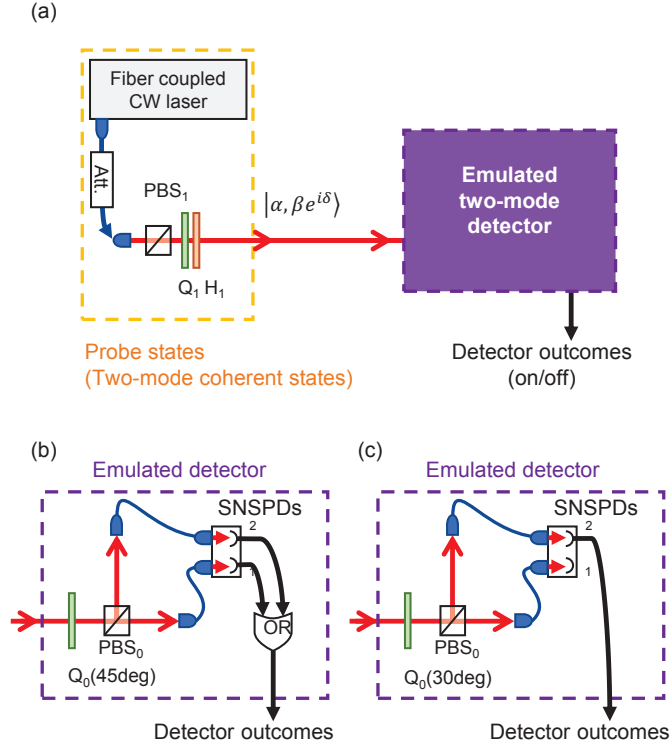 (a)
Fiber coupled
CW laser
Att.
PBS₁
|α, βe^{iδ}⟩
Q₁ H₁
Emulated
two-mode
detector
Probe states
(Two-mode coherent states)
Detector outcomes
(on/off)
(b)
Emulated detector
SNSPDs
2
1
OR
PBS₀
Q₀(45deg)
Detector outcomes
(c)
Emulated detector
SNSPDs
2
1
PBS₀
Q₀(30deg)
Detector outcomes